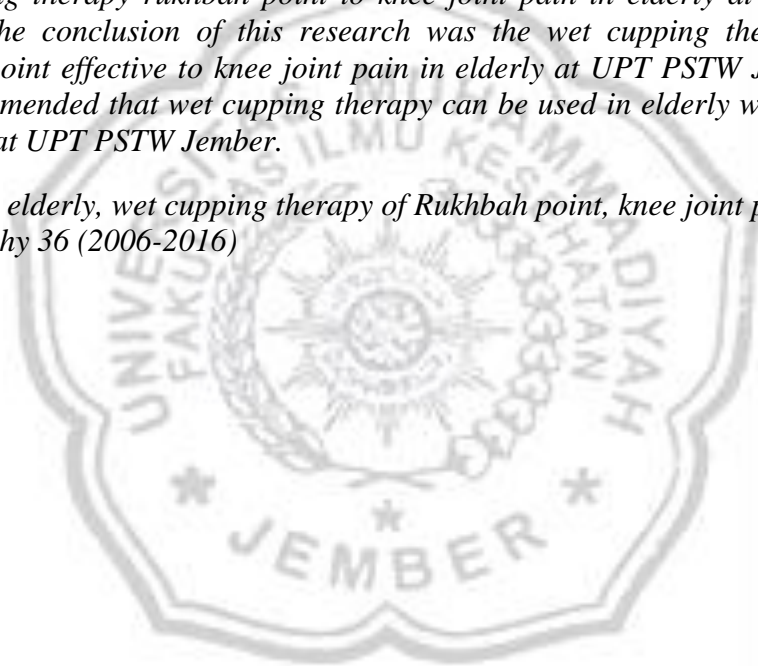 ng therapy rukhbah point to knee joint pain in elderly at
he conclusion of this research was the wet cupping the
oint effective to knee joint pain in elderly at UPT PSTW J
mended that wet cupping therapy can be used in elderly w
at UPT PSTW Jember.
elderly, wet cupping therapy of Rukhbah point, knee joint p
hy 36 (2006-2016)
ILMU KESEHATAN
JEMBER